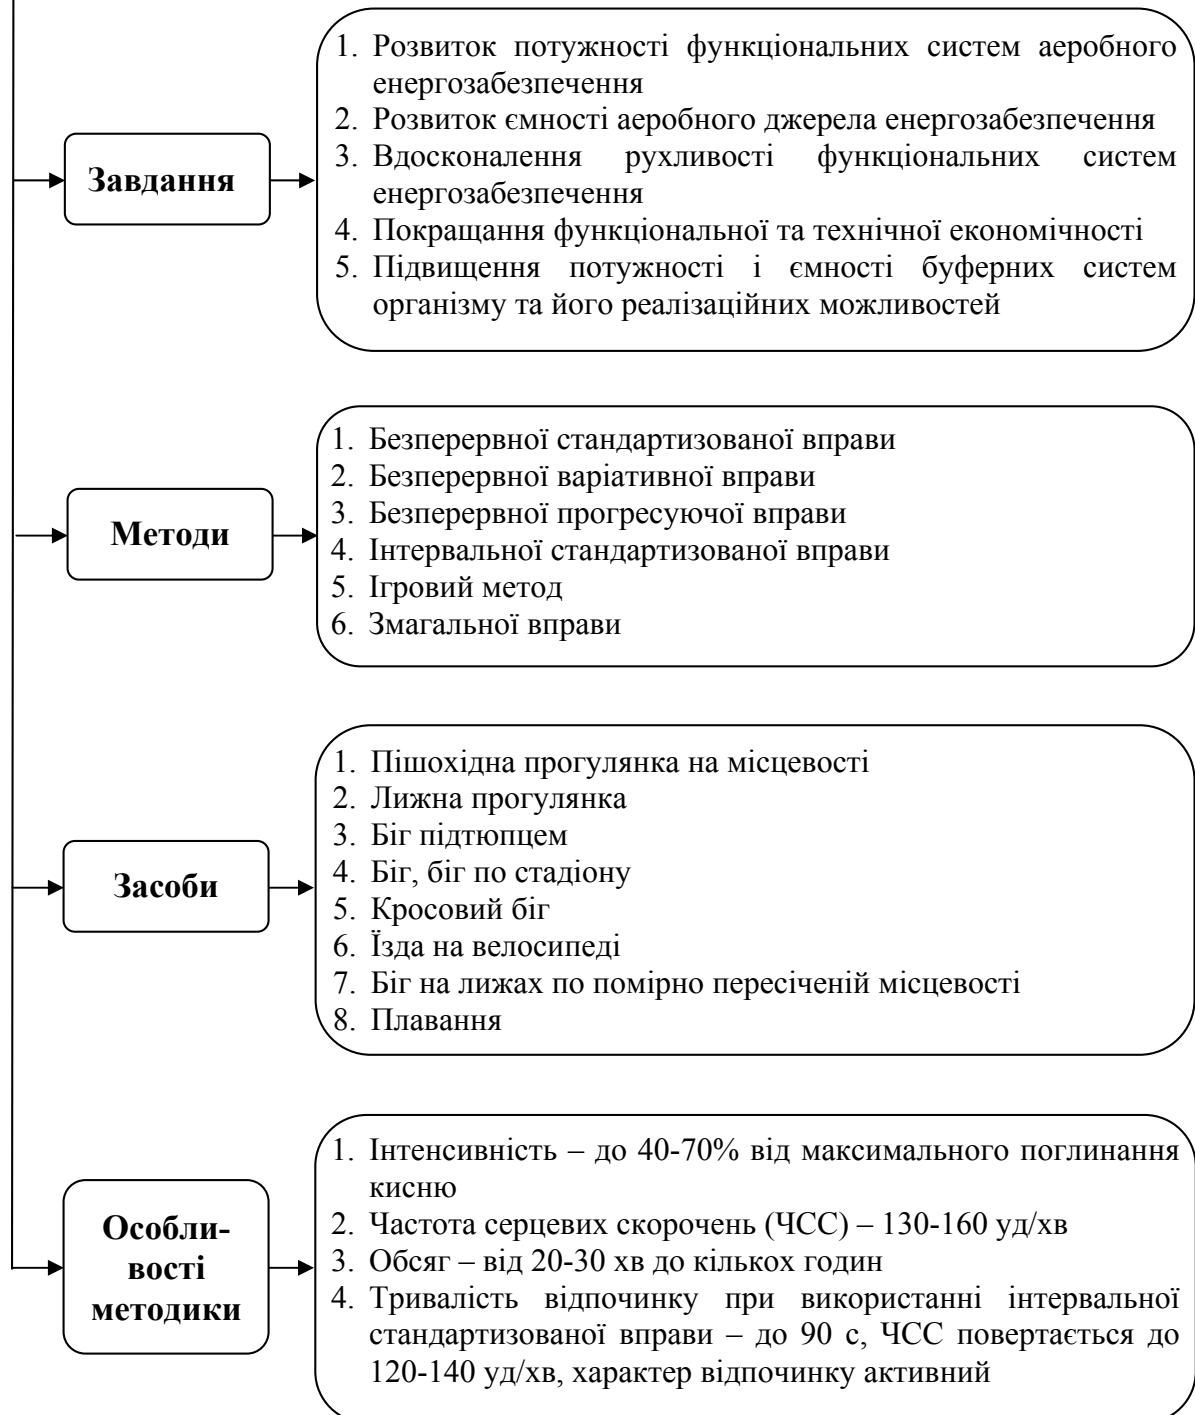 Завдання
1. Розвиток потужності функціональних систем аеробного
енергозабезпечення
2. Розвиток ємності аеробного джерела енергозабезпечення
3. Вдосконалення рухливості функціональних систем
енергозабезпечення
4. Покращання функціональної та технічної економічності
5. Підвищення потужності і ємності буферних систем
організму та його реалізаційних можливостей
Методи
1. Безперервної стандартизованої вправи
2. Безперервної варіативної вправи
3. Безперервної прогресуючої вправи
4. Інтервальної стандартизованої вправи
5. Ігровий метод
6. Змагальної вправи
Засоби
1. Пішохідна прогулянка на місцевості
2. Лижна прогулянка
3. Біг підтюпцем
4. Біг, біг по стадіону
5. Кросовий біг
6. Їзда на велосипеді
7. Біг на лижах по помірно пересіченій місцевості
8. Плавання
Особли-
вості
методики
1. Інтенсивність – до 40-70% від максимального поглинання
кисню
2. Частота серцевих скорочень (ЧСС) – 130-160 уд/хв
3. Обсяг – від 20-30 хв до кількох годин
4. Тривалість відпочинку при використанні інтервальної
стандартизованої вправи – до 90 с, ЧСС повертається до
120-140 уд/хв, характер відпочинку активний